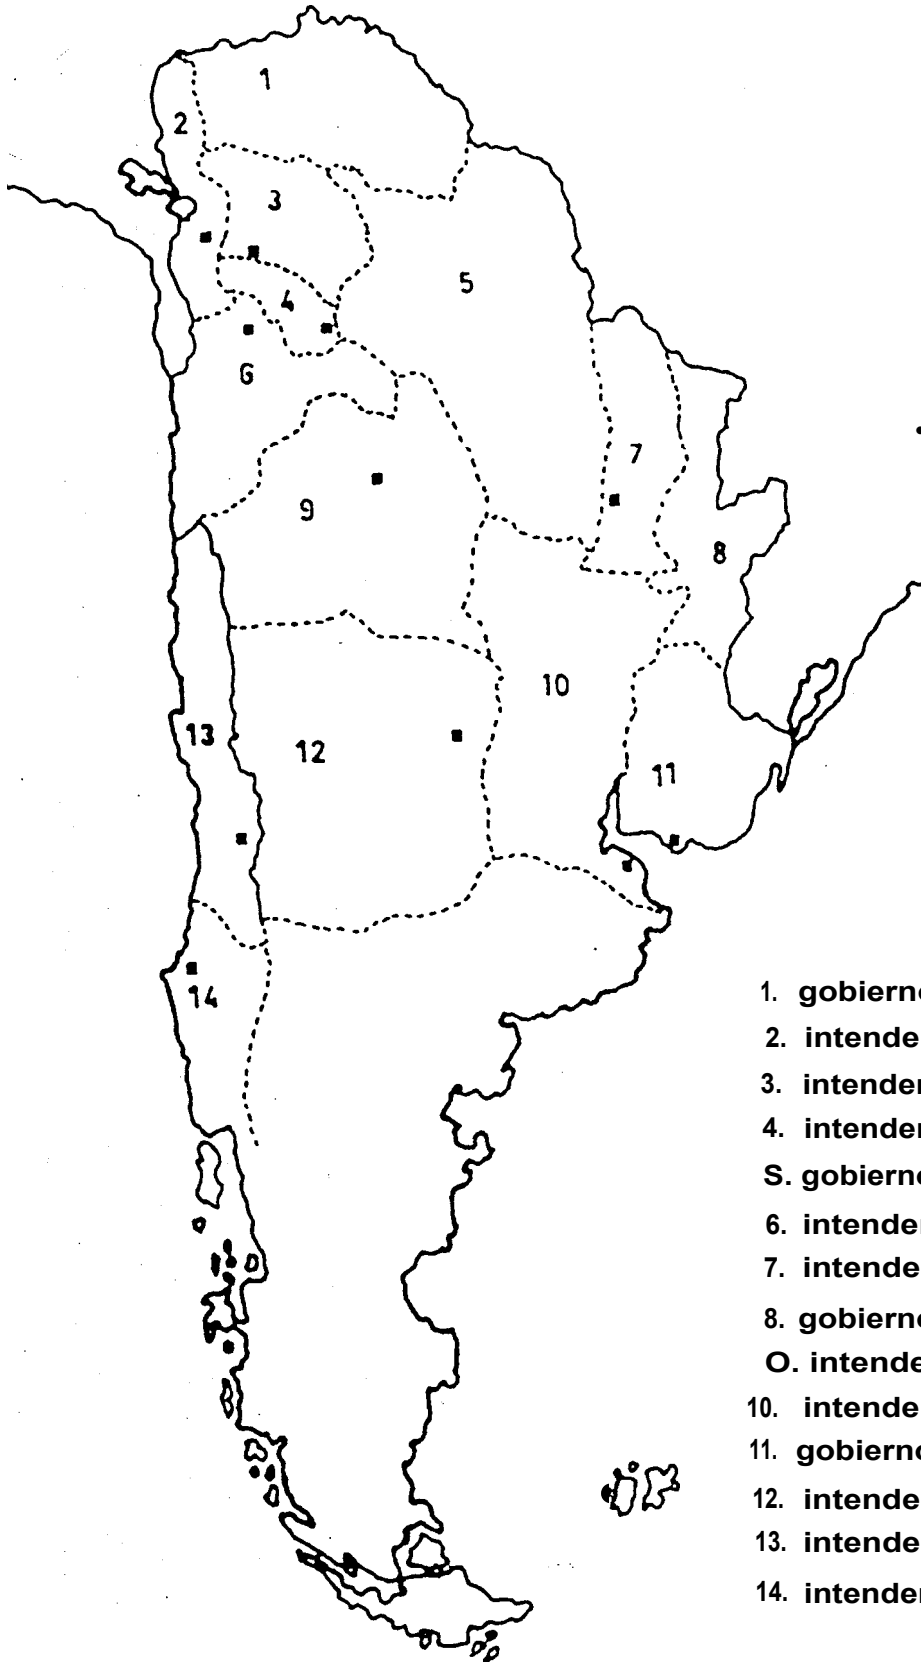 1
2
3
4
5
6
7
8
9
10
11
12
13
14
1. gobierno
2. intende
3. intender
4. intender
S. gobierno
6. intender
7. intende
8. gobierno
O. intende
10. intende
11. gobierno
12. intende
13. intende
14. intender